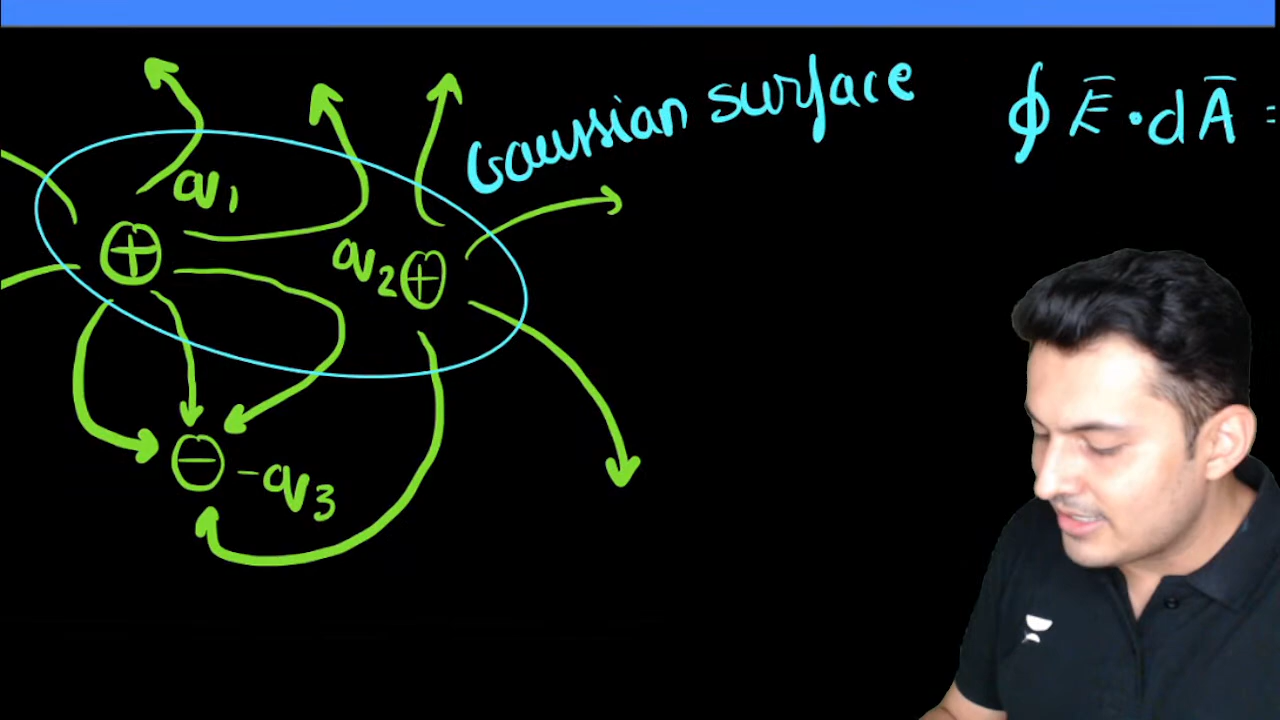 Gaussian surface
∮ E̅ • dA̅ =
q₁
+
q₂
+
−
−q₃